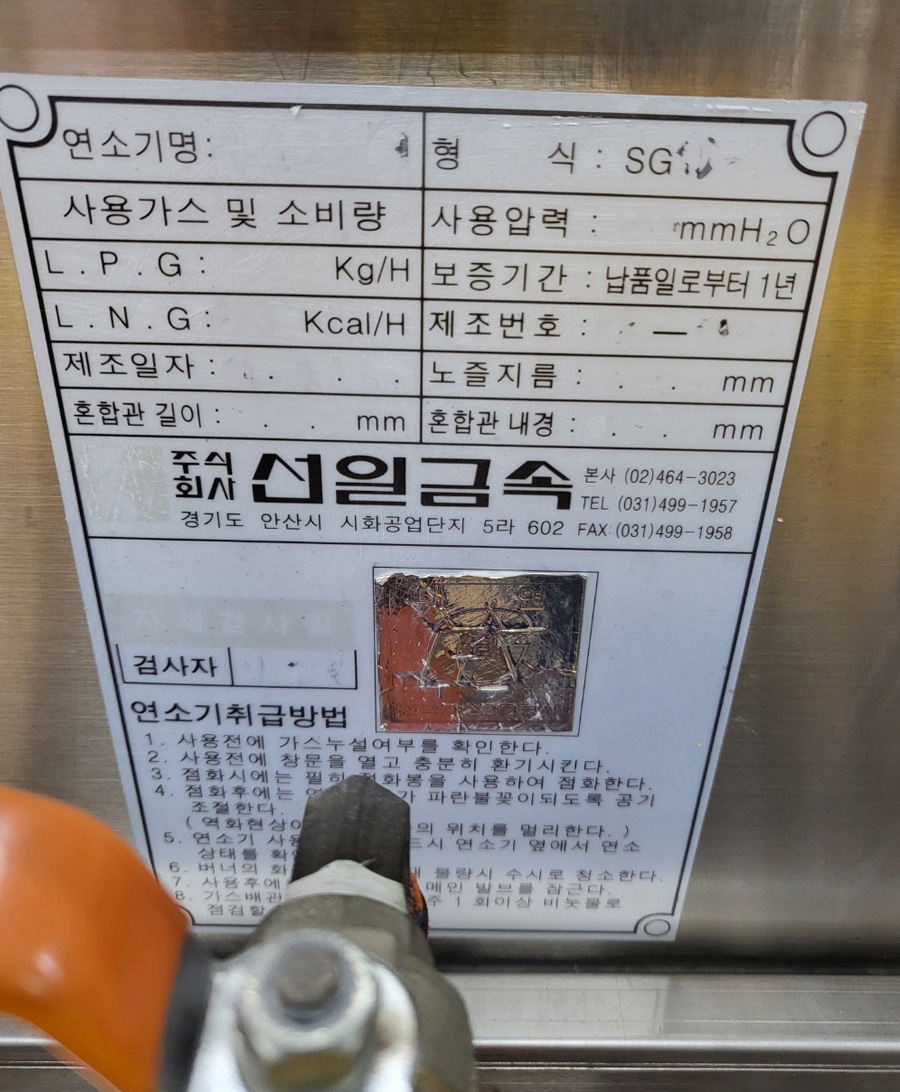 연소기명:
형 식 : SG
사용가스 및 소비량
사용압력 : mmH₂O
L.P.G: Kg/H
보증기간 : 납품일로부터 1년
L.N.G: Kcal/H
제조번호 : —
제조일자 : . . .
노즐지름 : . . mm
혼합관 길이 : . . mm
혼합관 내경 : . . mm
주식회사 선일금속
본사 (02)464-3023
TEL (031)499-1957
경기도 안산시 시화공업단지 5라 602 FAX:(031)499-1958
검사자
연소기취급방법
1. 사용전에 가스누설여부를 확인한다.
2. 사용전에 창문을 열고 충분히 환기시킨다.
3. 점화시에는 필히 점화봉을 사용하여 점화한다.
4. 점화후에는 가 파란불꽃이되도록 공기
조절한다.
( 역화현상이 의 위치를 멀리한다. )
5. 연소기 사용 연소기 옆에서 연소
상태를
6. 버너의 불량시 수시로 청소한다.
7. 사용후에 메인 발브를 잠근다.
8. 가스배관 주 1 회이상 비눗물로
점검할